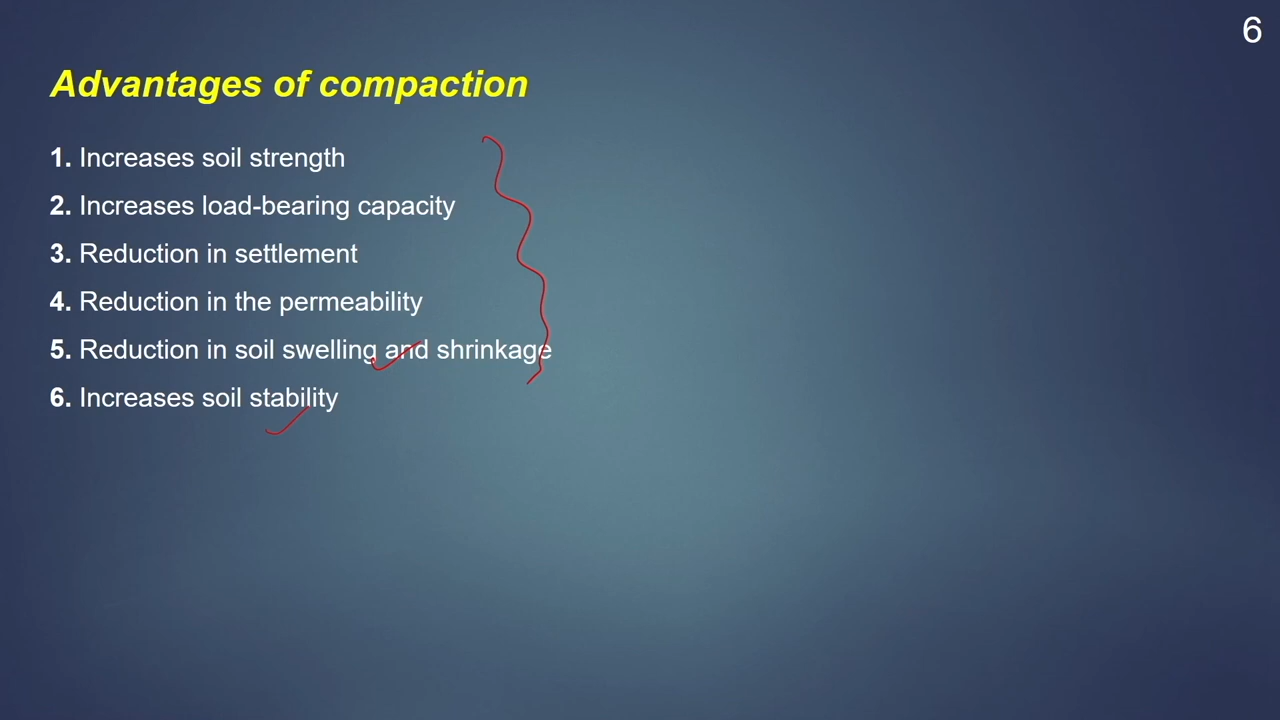 6
Advantages of compaction
1. Increases soil strength
2. Increases load-bearing capacity
3. Reduction in settlement
4. Reduction in the permeability
5. Reduction in soil swelling and shrinkage
6. Increases soil stability